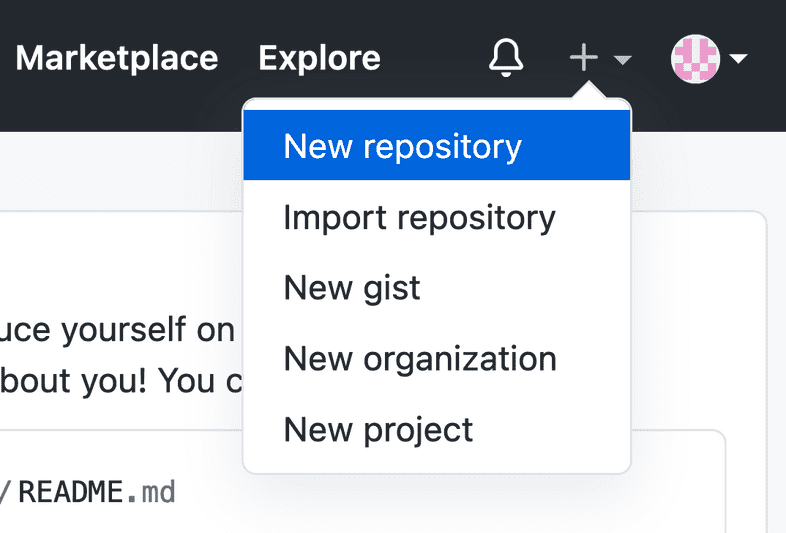 Marketplace Explore
New repository
Import repository
New gist
uce yourself on
New organization
bout you! You c
New project
/README.md